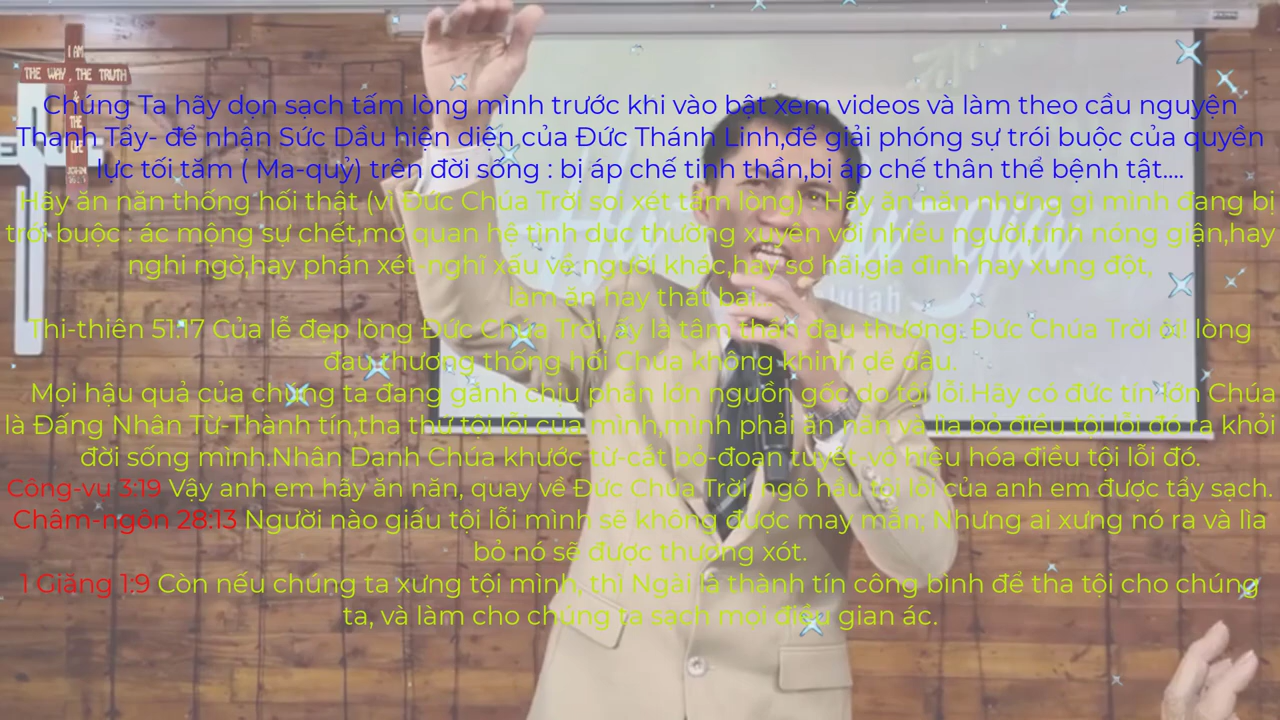 I AM
THE WAY, THE TRUTH
&
THE
LIFE
Chúng Ta hãy dọn sạch tấm lòng mình trước khi vào bật xem videos và làm theo cầu nguyện
Thanh Tẩy- để nhận Sức Dầu hiện diện của Đức Thánh Linh,để giải phóng sự trói buộc của quyền
lực tối tăm ( Ma-quỷ) trên đời sống : bị áp chế tinh thần,bị áp chế thân thể bệnh tật....
Hãy ăn năn thống hối thật (vì Đức Chúa Trời soi xét tấm lòng) : Hãy ăn năn những gì mình đang bị
trói buộc : ác mộng sự chết,mơ quan hệ tình dục thường xuyên với nhiều người,tính nóng giận,hay
nghi ngờ,hay phán xét-nghĩ xấu về người khác,hay sợ hãi,gia đình hay xung đột,
làm ăn hay thất bại...
Thi-thiên 51:17 Của lễ đẹp lòng Đức Chúa Trời, ấy là tâm thần đau thương: Đức Chúa Trời ôi! lòng
đau thương thống hối Chúa không khinh dể đâu.
Mọi hậu quả của chúng ta đang gánh chịu phần lớn nguồn gốc do tội lỗi.Hãy có đức tin lớn Chúa
là Đấng Nhân Từ-Thành tín,tha thứ tội lỗi của mình,mình phải ăn năn và lìa bỏ điều tội lỗi đó ra khỏi
đời sống mình.Nhân Danh Chúa khước từ-cắt bỏ-đoạn tuyệt-vô hiệu hóa điều tội lỗi đó.
Công-vụ 3:19 Vậy anh em hãy ăn năn, quay về Đức Chúa Trời, ngõ hầu tội lỗi của anh em được tẩy sạch.
Châm-ngôn 28:13 Người nào giấu tội lỗi mình sẽ không được may mắn; Nhưng ai xưng nó ra và lìa
bỏ nó sẽ được thương xót.
1 Giăng 1:9 Còn nếu chúng ta xưng tội mình, thì Ngài là thành tín công bình để tha tội cho chúng
ta, và làm cho chúng ta sạch mọi điều gian ác.